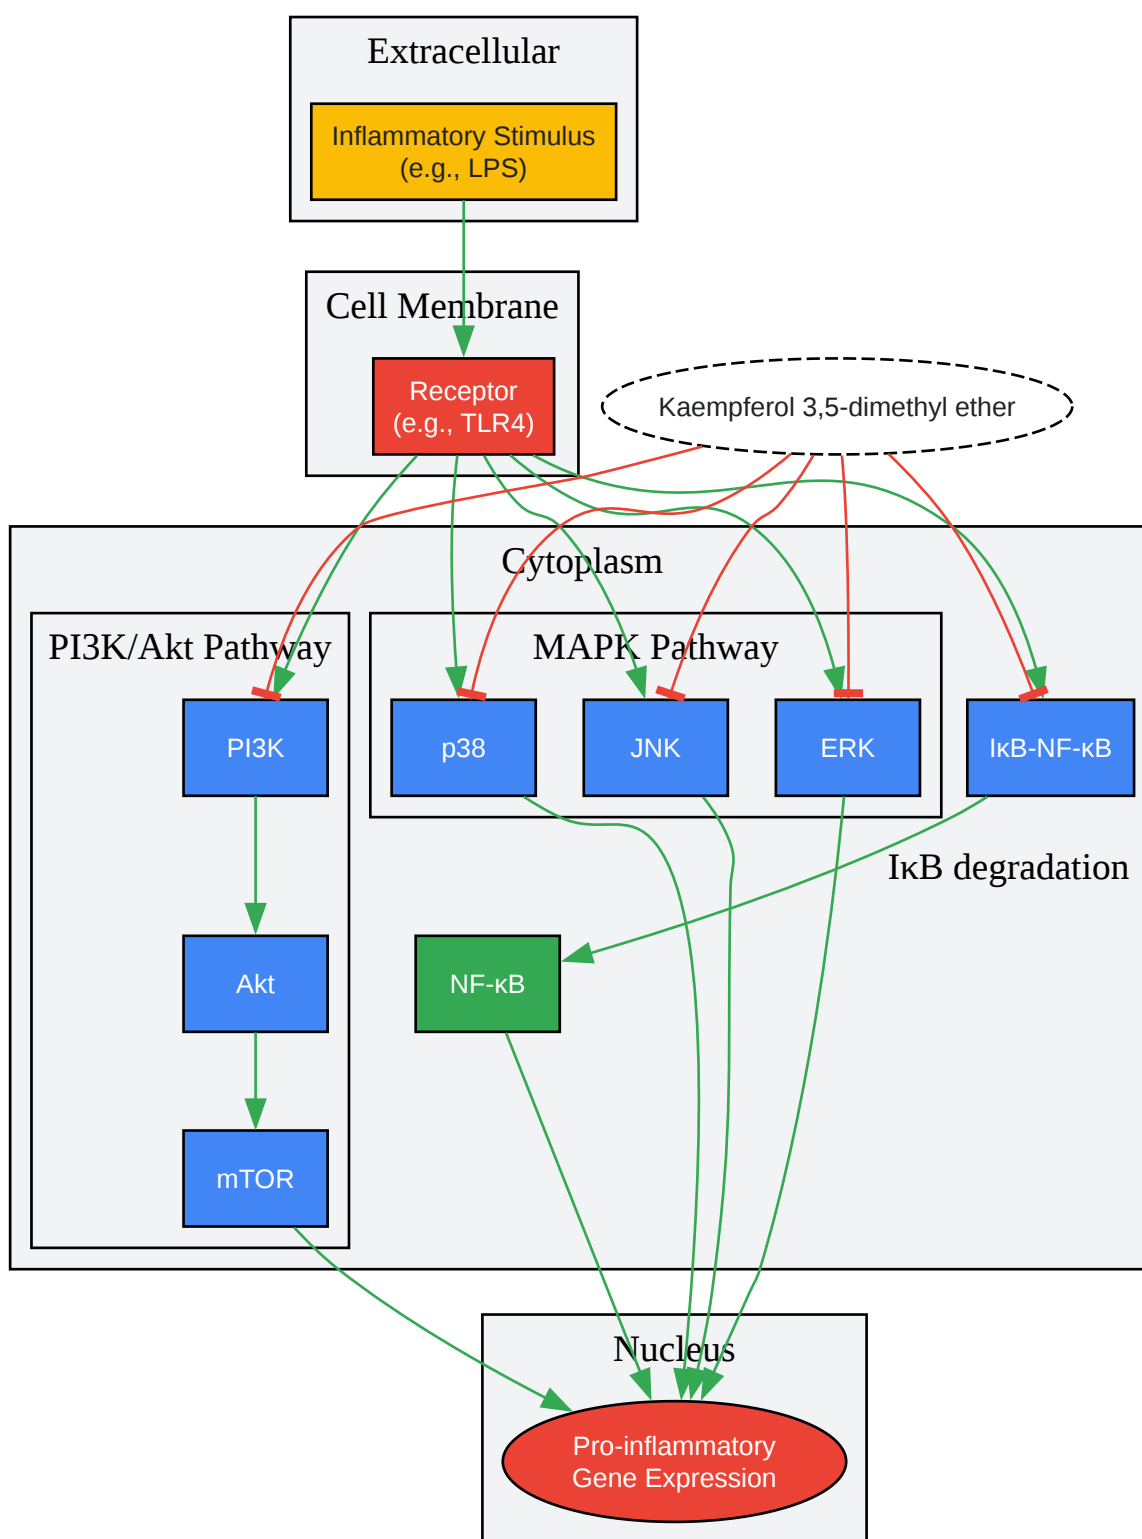 Extracellular
Inflammatory Stimulus
(e.g., LPS)
Cell Membrane
Receptor
(e.g., TLR4)
Kaempferol 3,5-dimethyl ether
Cytoplasm
PI3K/Akt Pathway
MAPK Pathway
PI3K
p38
JNK
ERK
IκB-NF-κB
IκB degradation
Akt
NF-κB
mTOR
Nucleus
Pro-inflammatory
Gene Expression